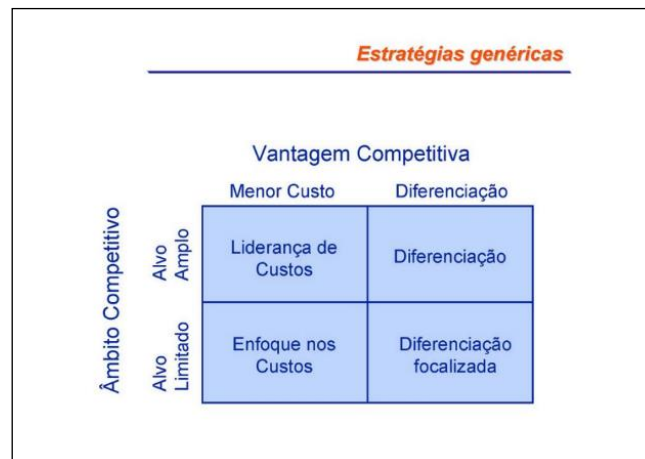 Estratégias genéricas
Vantagem Competitiva
Menor Custo
Diferenciação
Âmbito Competitivo
Alvo
Amplo
Liderança de
Custos
Diferenciação
Alvo
Limitado
Enfoque nos
Custos
Diferenciação
focalizada